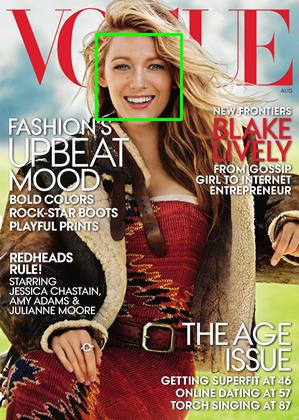 VOGUE
AUG
NEW FRONTIERS
BLAKE
LIVELY
FROM GOSSIP
GIRL TO INTERNET
ENTREPRENEUR
FASHION'S
UPBEAT
MOOD
BOLD COLORS
ROCK-STAR BOOTS
PLAYFUL PRINTS
REDHEADS
RULE!
STARRING
JESSICA CHASTAIN,
AMY ADAMS &
JULIANNE MOORE
THE AGE
ISSUE
GETTING SUPERFIT AT 46
ONLINE DATING AT 57
TORCH SINGING AT 87